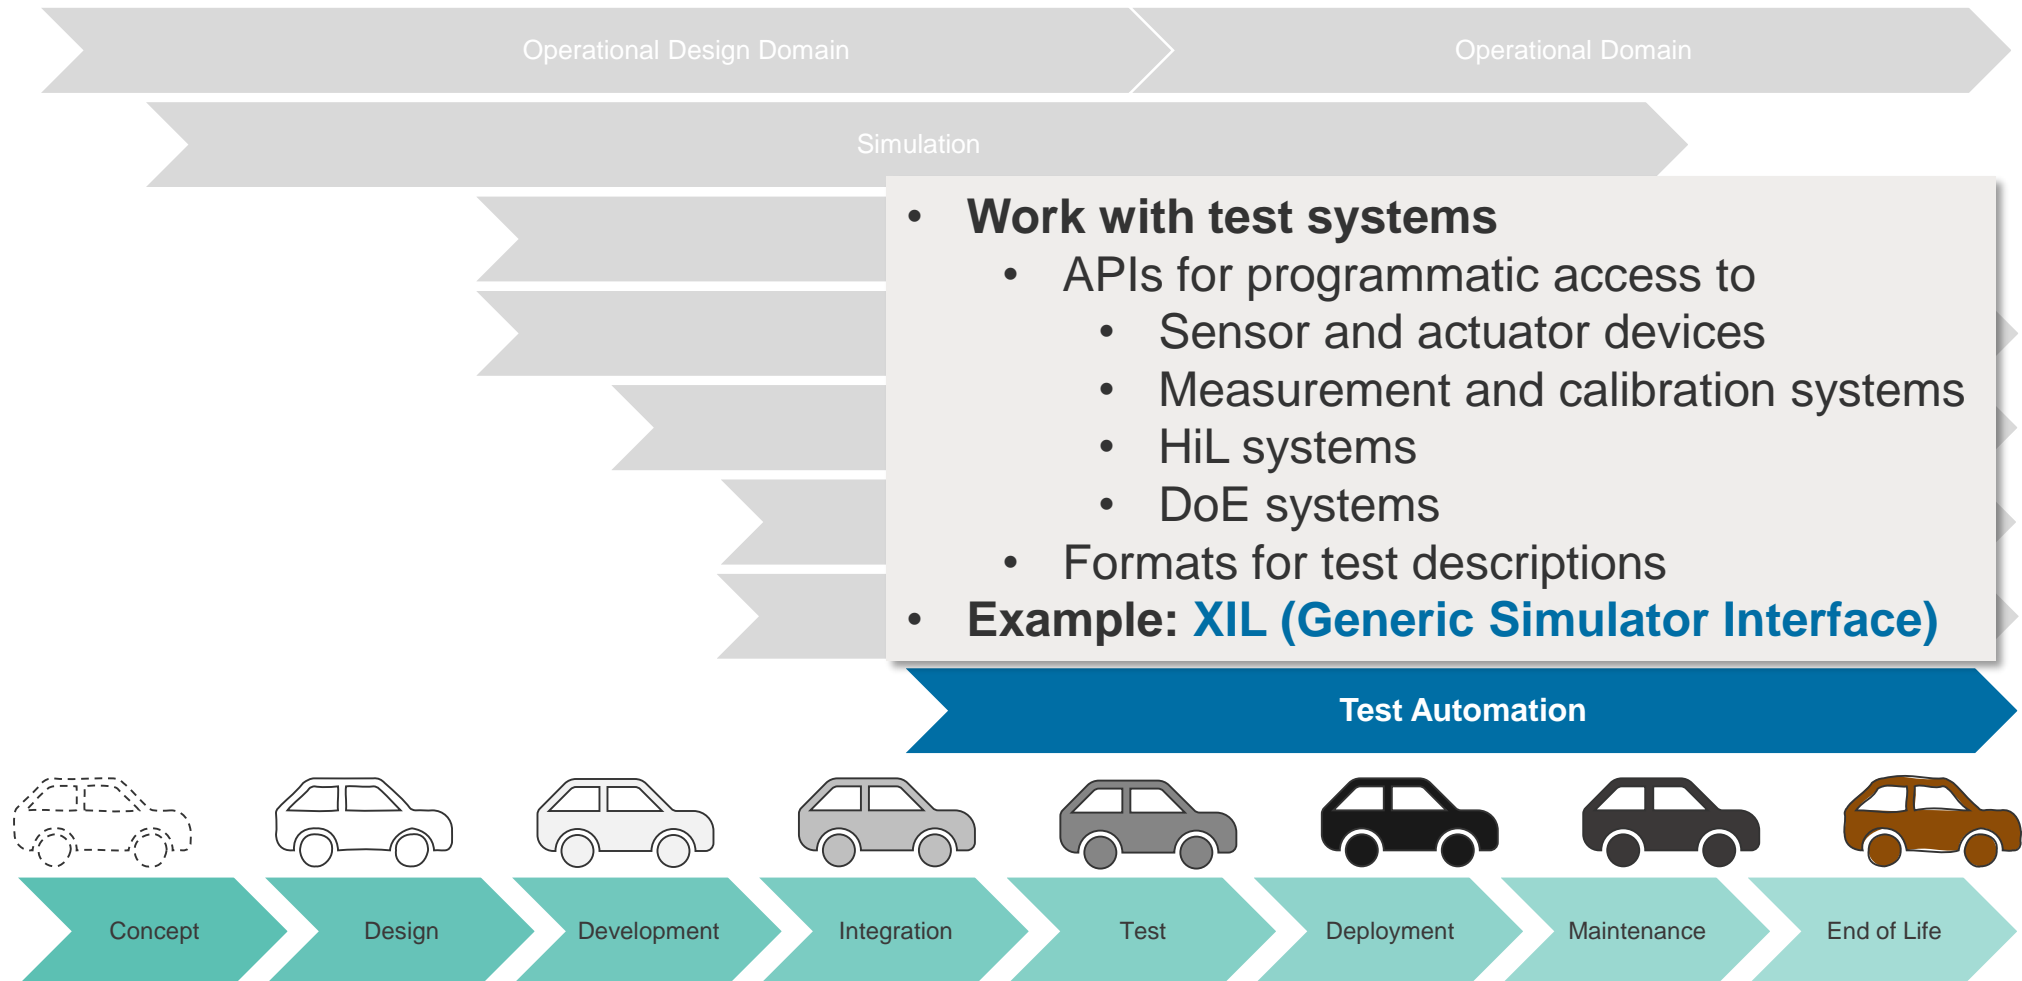 Operational Design Domain
Operational Domain
Simulation
• Work with test systems
• APIs for programmatic access to
• Sensor and actuator devices
• Measurement and calibration systems
• HiL systems
• DoE systems
• Formats for test descriptions
• Example: XIL (Generic Simulator Interface)
Test Automation
Concept
Design
Development
Integration
Test
Deployment
Maintenance
End of Life